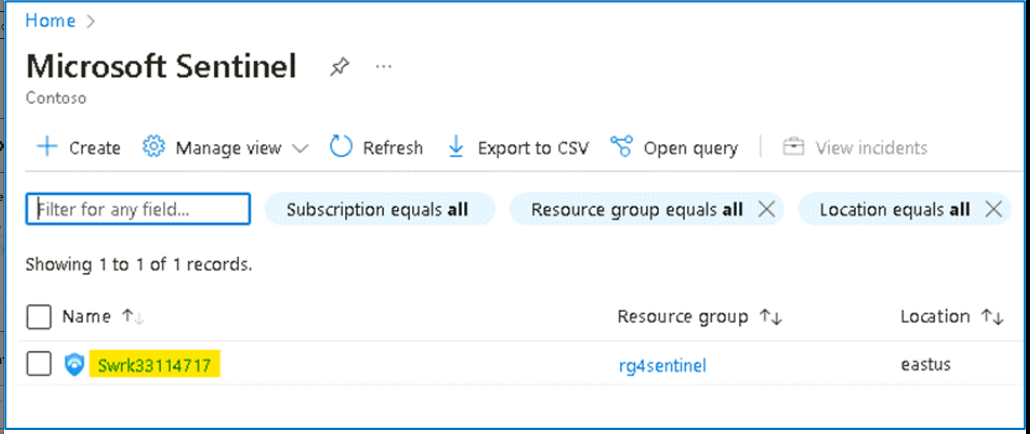 Home >
Microsoft Sentinel
Contoso
Create Manage view Refresh Export to CSV Open query View incidents
Filter for any field... Subscription equals all Resource group equals all Location equals all
Showing 1 to 1 of 1 records.
Name Resource group Location
Swrk33114717 rg4sentinel eastus